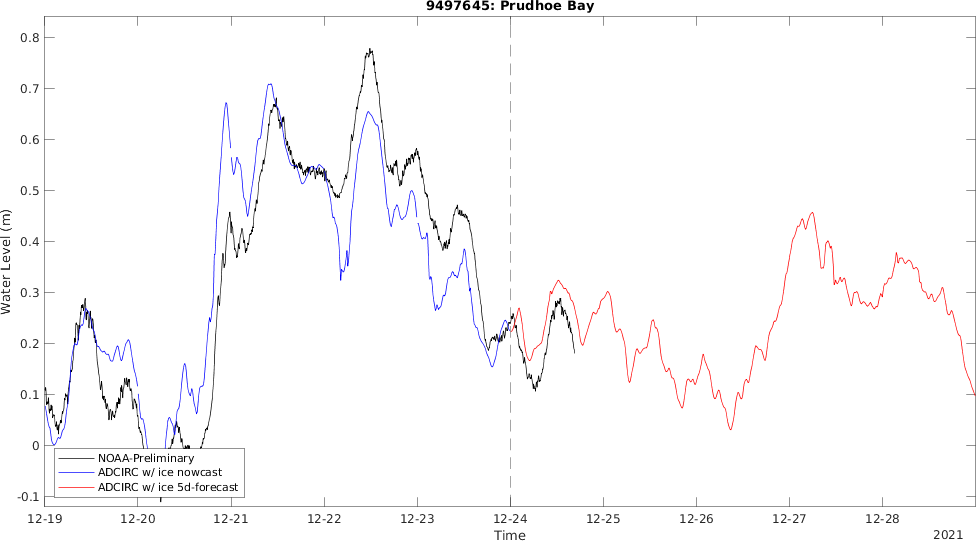 9497645: Prudhoe Bay
0.8
0.7
0.6
0.5
0.4
0.3
0.2
0.1
0
-0.1
Water Level (m)
NOAA-Preliminary
ADCIRC w/ ice nowcast
ADCIRC w/ ice 5d-forecast
12-19 12-20 12-21 12-22 12-23 12-24 12-25 12-26 12-27 12-28
Time
2021